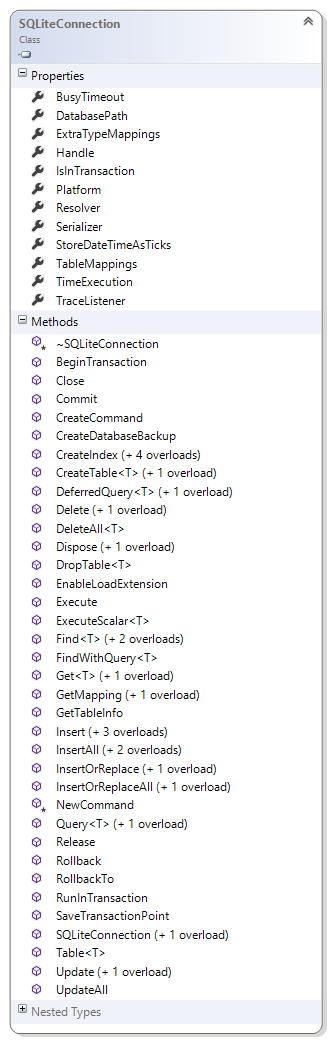 SQLiteConnection
Class
Properties
BusyTimeout
DatabasePath
ExtraTypeMappings
Handle
IsInTransaction
Platform
Resolver
Serializer
StoreDateTimeAsTicks
TableMappings
TimeExecution
TraceListener
Methods
~SQLiteConnection
BeginTransaction
Close
Commit
CreateCommand
CreateDatabaseBackup
CreateIndex (+ 4 overloads)
CreateTable<T> (+ 1 overload)
DeferredQuery<T> (+ 1 overload)
Delete (+ 1 overload)
DeleteAll<T>
Dispose (+ 1 overload)
DropTable<T>
EnableLoadExtension
Execute
ExecuteScalar<T>
Find<T> (+ 2 overloads)
FindWithQuery<T>
Get<T> (+ 1 overload)
GetMapping (+ 1 overload)
GetTableInfo
Insert (+ 3 overloads)
InsertAll (+ 2 overloads)
InsertOrReplace (+ 1 overload)
InsertOrReplaceAll (+ 1 overload)
NewCommand
Query<T> (+ 1 overload)
Release
Rollback
RollbackTo
RunInTransaction
SaveTransactionPoint
SQLiteConnection (+ 1 overload)
Table<T>
Update (+ 1 overload)
UpdateAll
Nested Types